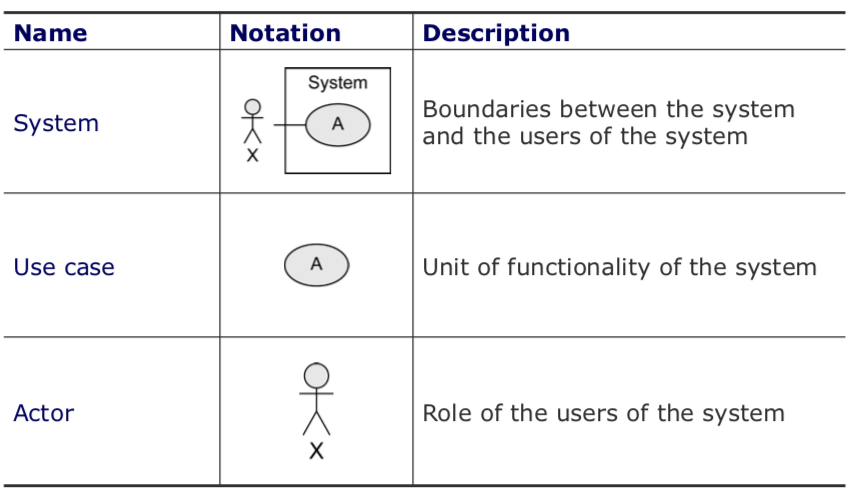 Name Notation Description
System
System
A
X
Boundaries between the system
and the users of the system
Use case
A
Unit of functionality of the system
Actor
X
Role of the users of the system